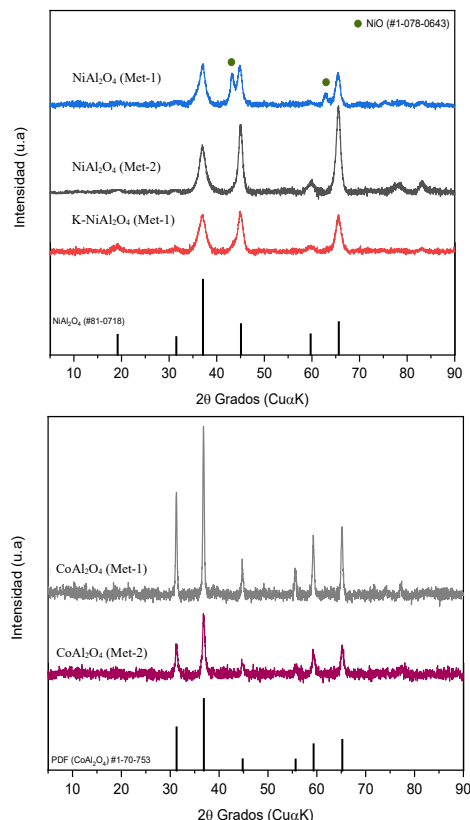 NiO (#1-078-0643)
NiAl₂O₄ (Met-1)
NiAl₂O₄ (Met-2)
K-NiAl₂O₄ (Met-1)
NiAl₂O₄ (#81-0718)
Intensidad (u.a)
10 20 30 40 50 60 70 80 90
2θ Grados (CuαK)
CoAl₂O₄ (Met-1)
CoAl₂O₄ (Met-2)
PDF (CoAl₂O₄) #1-70-753
Intensidad (u.a)
10 20 30 40 50 60 70 80 90
2θ Grados (CuαK)